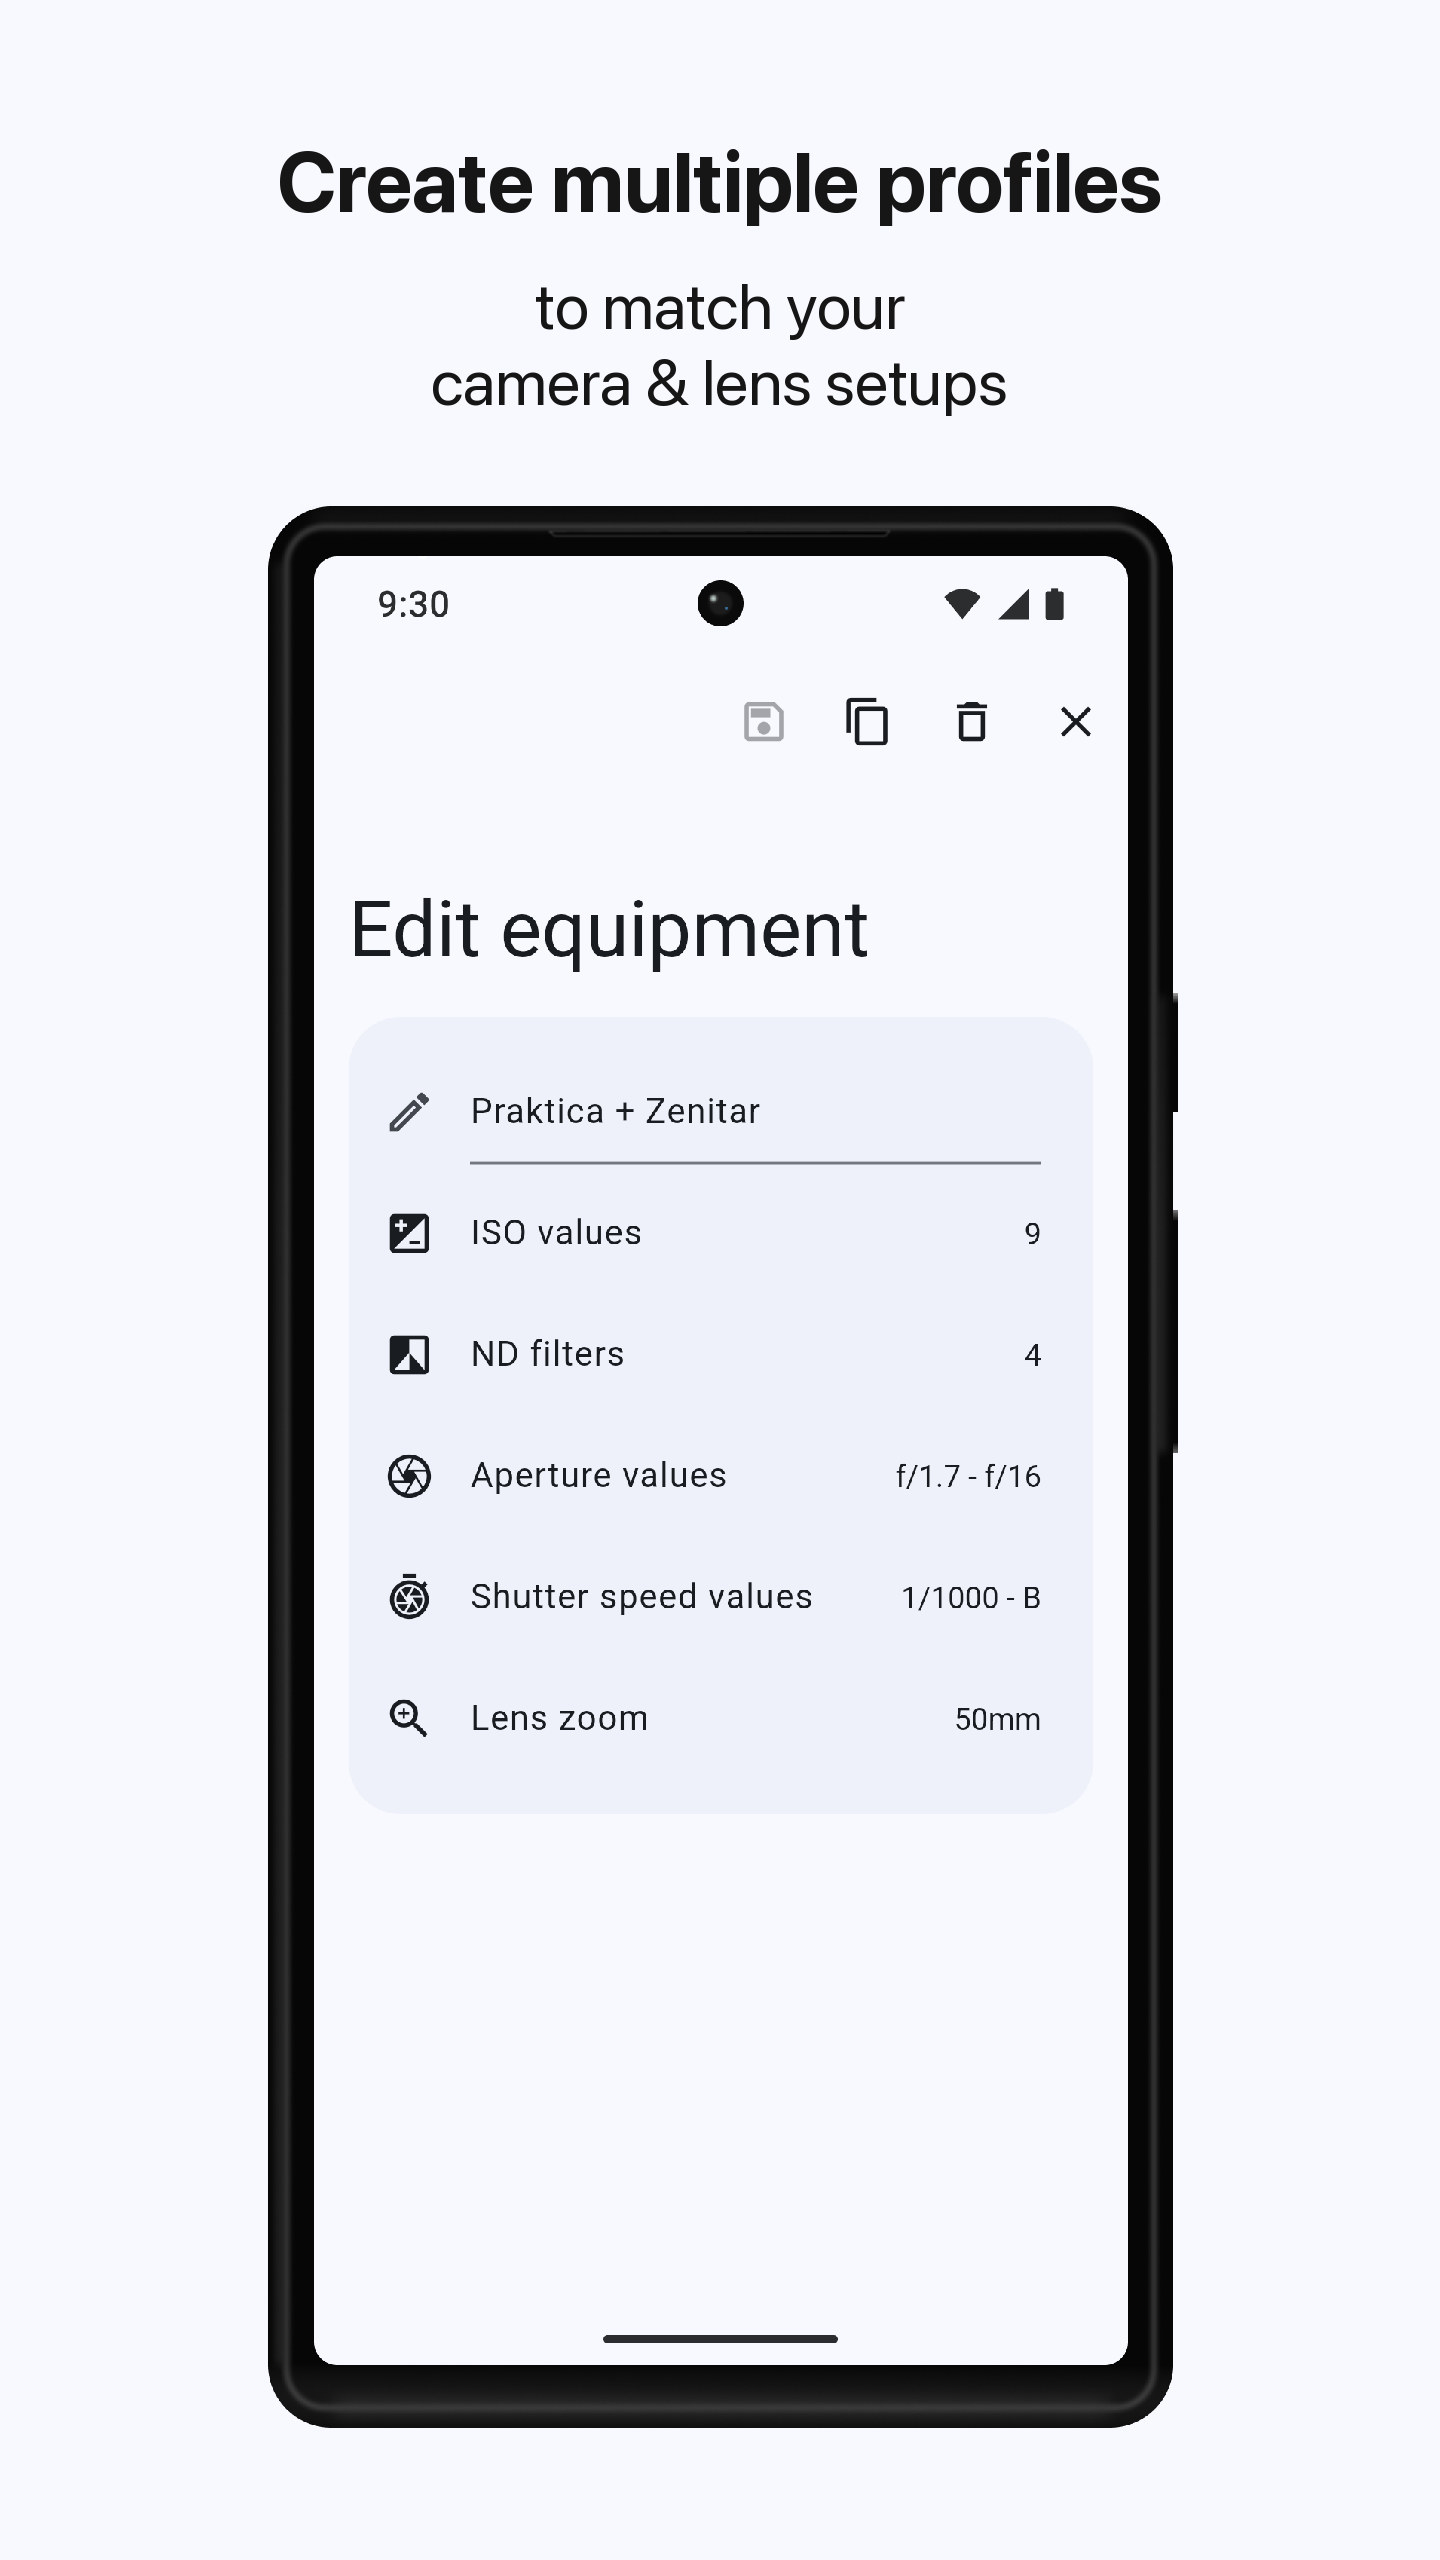 Create multiple profiles
to match your
camera & lens setups
9:30
Edit equipment
Praktica + Zenitar
ISO values 9
ND filters 4
Aperture values f/1.7 - f/16
Shutter speed values 1/1000 - B
Lens zoom 50mm